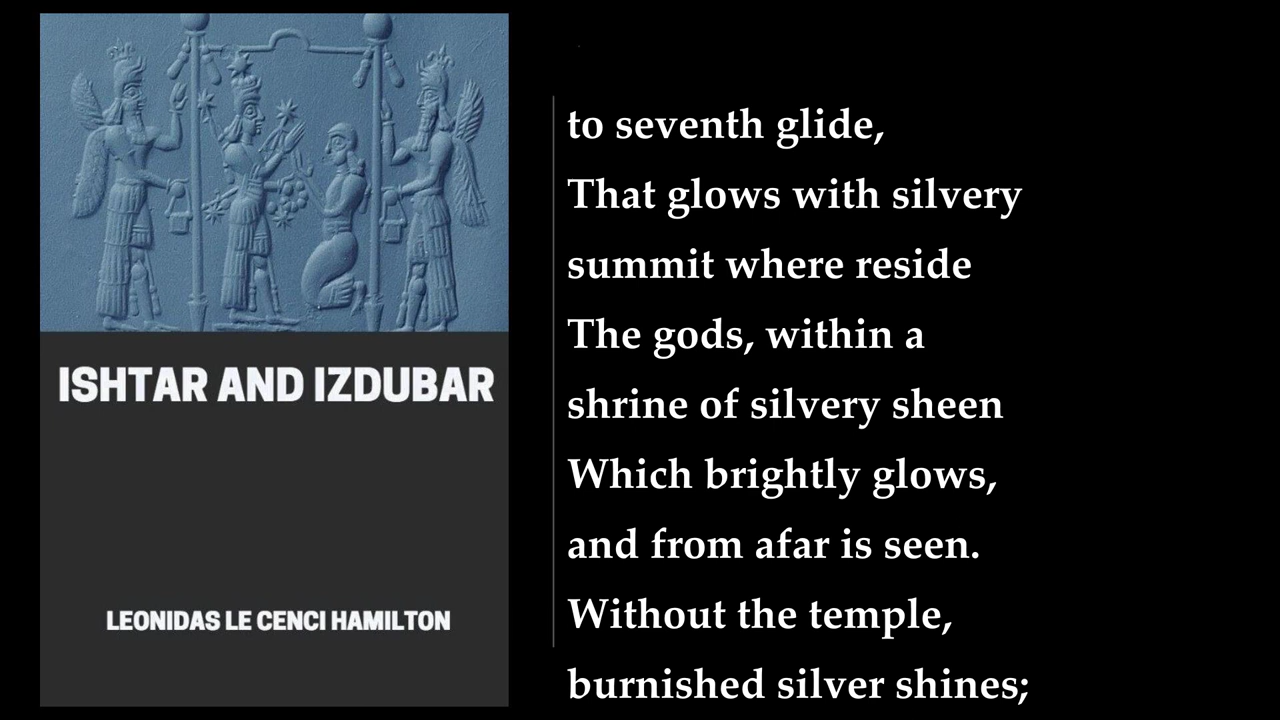 ISHTAR AND IZDUBAR
LEONIDAS LE CENCI HAMILTON
to seventh glide,
That glows with silvery
summit where reside
The gods, within a
shrine of silvery sheen
Which brightly glows,
and from afar is seen.
Without the temple,
burnished silver shines;